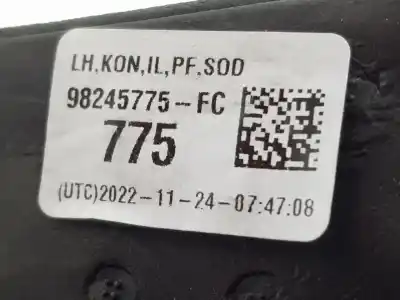 LH,KON,IL,PF,SOD
98245775-FC
775
(UTC)2022-11-24-07:47:08